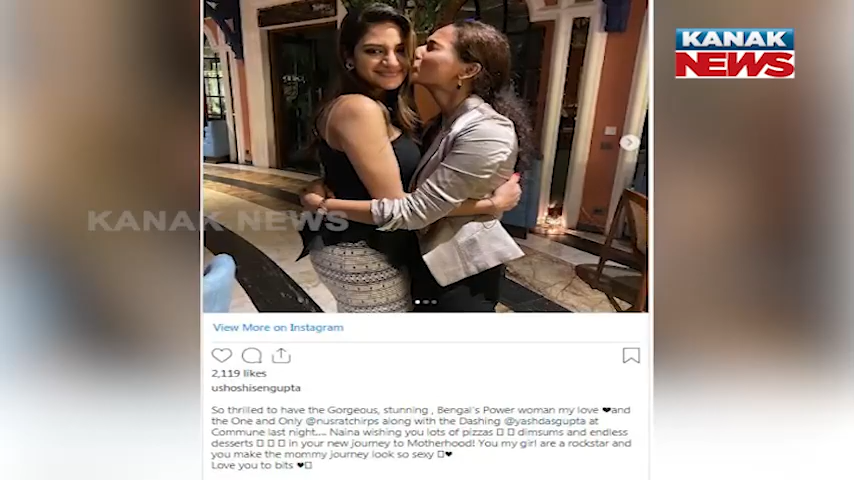 KANAK
NEWS
KANAK NEWS
View More on Instagram
2,119 likes
ushoshisengupta
So thrilled to have the Gorgeous, stunning , Bengal's Power woman my love ❤and
the One and Only @nusratchirps along with the Dashing @yashdasgupta at
Commune last night.... Naina wishing you lots of pizzas dimsums and endless
desserts in your new journey to Motherhood! You my girl are a rockstar and
you make the mommy journey look so sexy ❤
Love you to bits ❤